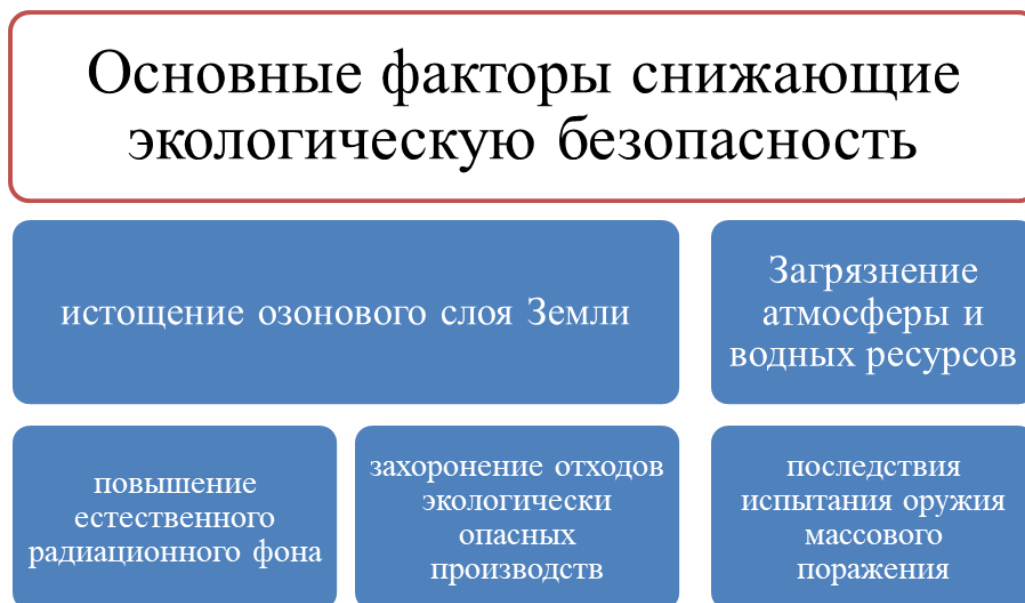 Основные факторы снижающие
экологическую безопасность
истощение озонового слоя Земли
Загрязнение
атмосферы и
водных ресурсов
повышение
естественного
радиационного фона
захоронение отходов
экологически
опасных
производств
последствия
испытания оружия
массового
поражения